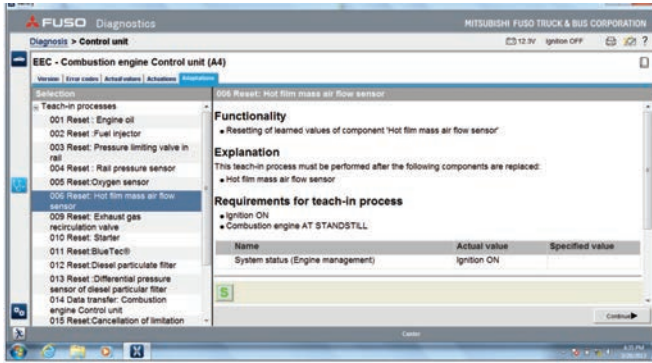 FUSO Diagnostics
MITSUBISHI FUSO TRUCK & BUS CORPORATION
Diagnosis > Control unit
12.3V Ignition OFF
?
EEC - Combustion engine Control unit (A4)
Version Error codes Actual values Actuations Adaptations
Selection
006 Reset: Hot film mass air flow sensor
Teach-in processes
001 Reset : Engine oil
002 Reset :Fuel injector
003 Reset: Pressure limiting valve in
rail
004 Reset : Rail pressure sensor
005 Reset:Oxygen sensor
006 Reset: Hot film mass air flow
sensor
009 Reset: Exhaust gas
recirculation valve
010 Reset: Starter
011 Reset:BlueTec®
012 Reset:Diesel particulate filter
013 Reset :Differential pressure
sensor of diesel particular filter
014 Data transfer: Combustion
engine Control unit
015 Reset:Cancellation of limitation
Functionality
• Resetting of learned values of component 'Hot film mass air flow sensor'
Explanation
This teach-in process must be performed after the following components are replaced:
• Hot film mass air flow sensor
Requirements for teach-in process
• Ignition ON
• Combustion engine AT STANDSTILL
Name Actual value Specified value
System status (Engine management) Ignition ON
S
Continue
Center
4:35 PM